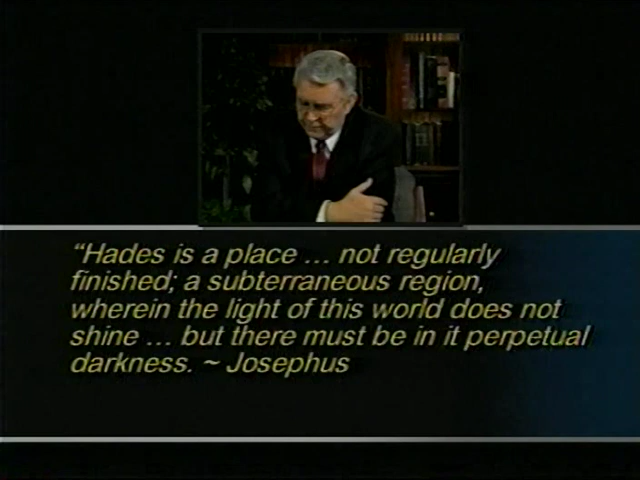 “Hades is a place ... not regularly
finished; a subterraneous region,
wherein the light of this world does not
shine ... but there must be in it perpetual
darkness. ~ Josephus